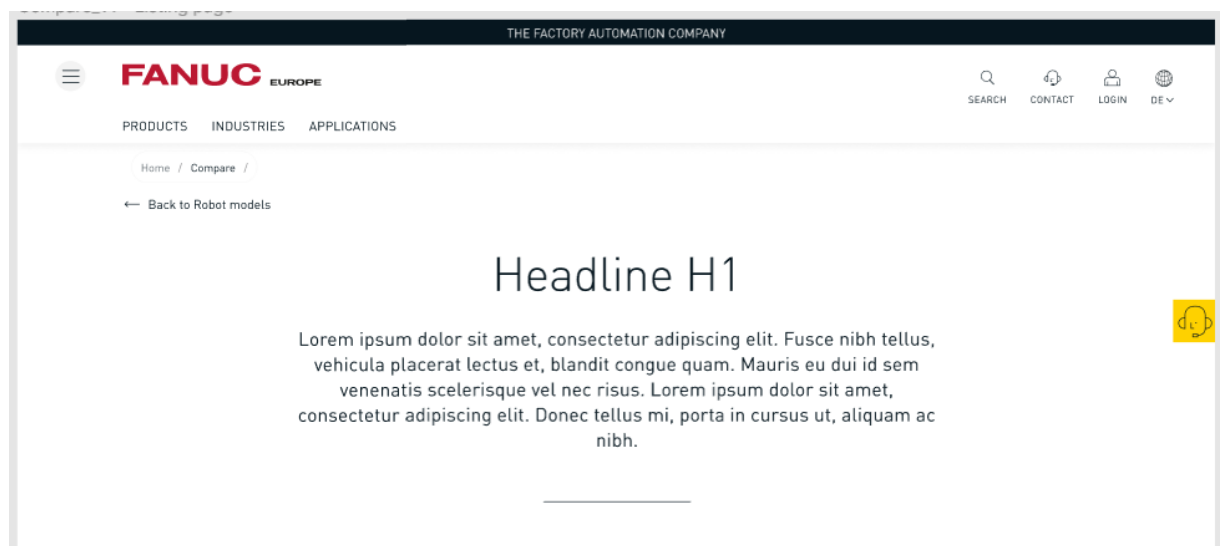 THE FACTORY AUTOMATION COMPANY
FANUC EUROPE
SEARCH CONTACT LOGIN DE
PRODUCTS INDUSTRIES APPLICATIONS
Home / Compare /
← Back to Robot models
Headline H1
Lorem ipsum dolor sit amet, consectetur adipiscing elit. Fusce nibh tellus,
vehicula placerat lectus et, blandit congue quam. Mauris eu dui id sem
venenatis scelerisque vel nec risus. Lorem ipsum dolor sit amet,
consectetur adipiscing elit. Donec tellus mi, porta in cursus ut, aliquam ac
nibh.